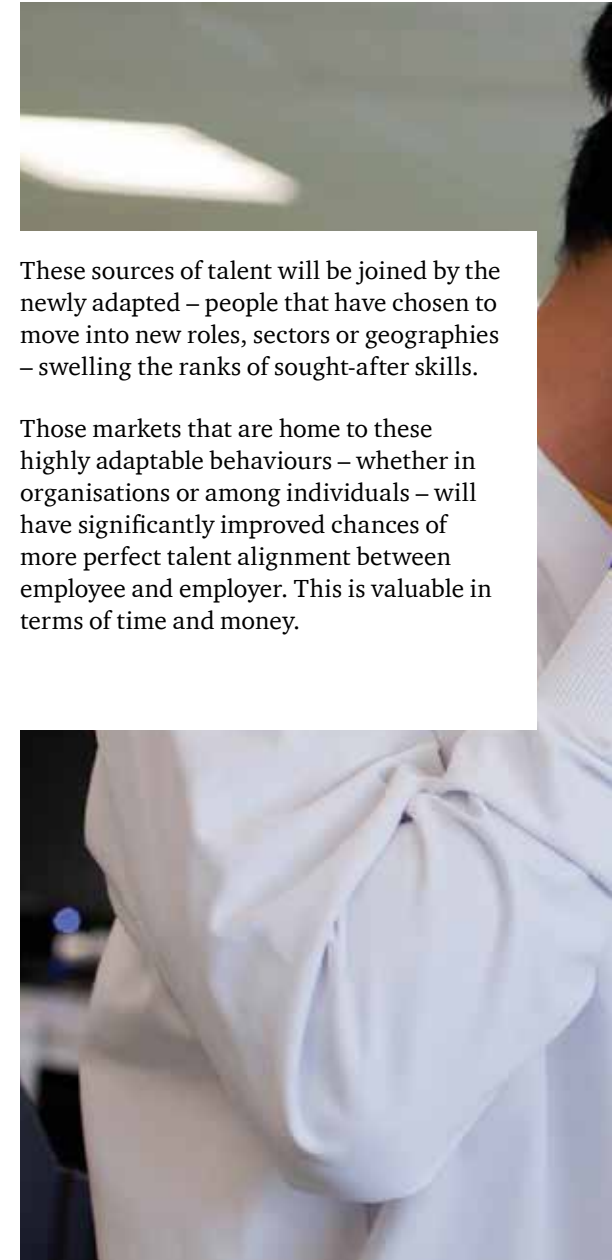 These sources of talent will be joined by the
newly adapted – people that have chosen to
move into new roles, sectors or geographies
– swelling the ranks of sought-after skills.
Those markets that are home to these
highly adaptable behaviours – whether in
organisations or among individuals – will
have significantly improved chances of
more perfect talent alignment between
employee and employer. This is valuable in
terms of time and money.